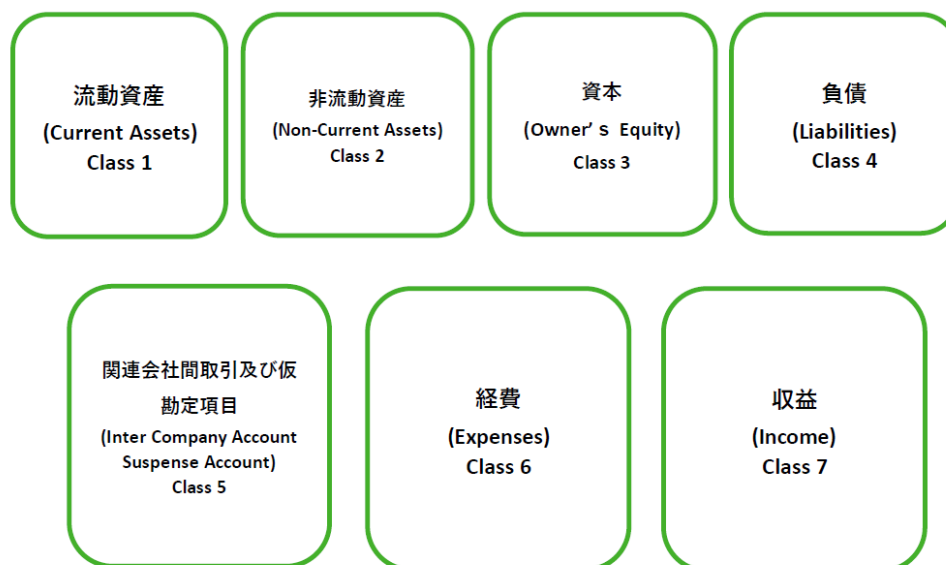 流動資産
(Current Assets)
Class 1
非流動資産
(Non-Current Assets)
Class 2
資本
(Owner’s Equity)
Class 3
負債
(Liabilities)
Class 4
関連会社間取引及び仮
勘定項目
(Inter Company Account
Suspense Account)
Class 5
経費
(Expenses)
Class 6
収益
(Income)
Class 7